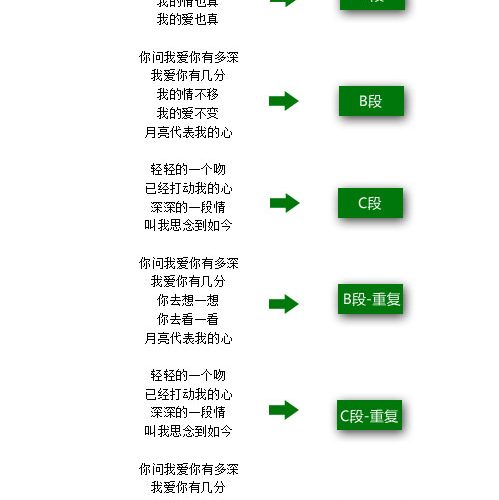 我的爱也真
你问我爱你有多深
我爱你有几分
我的情不移
我的爱不变
月亮代表我的心
B段
轻轻的一个吻
已经打动我的心
深深的一段情
叫我思念到如今
C段
你问我爱你有多深
我爱你有几分
你去想一想
你去看一看
月亮代表我的心
B段-重复
轻轻的一个吻
已经打动我的心
深深的一段情
叫我思念到如今
C段-重复
你问我爱你有多深
我爱你有几分